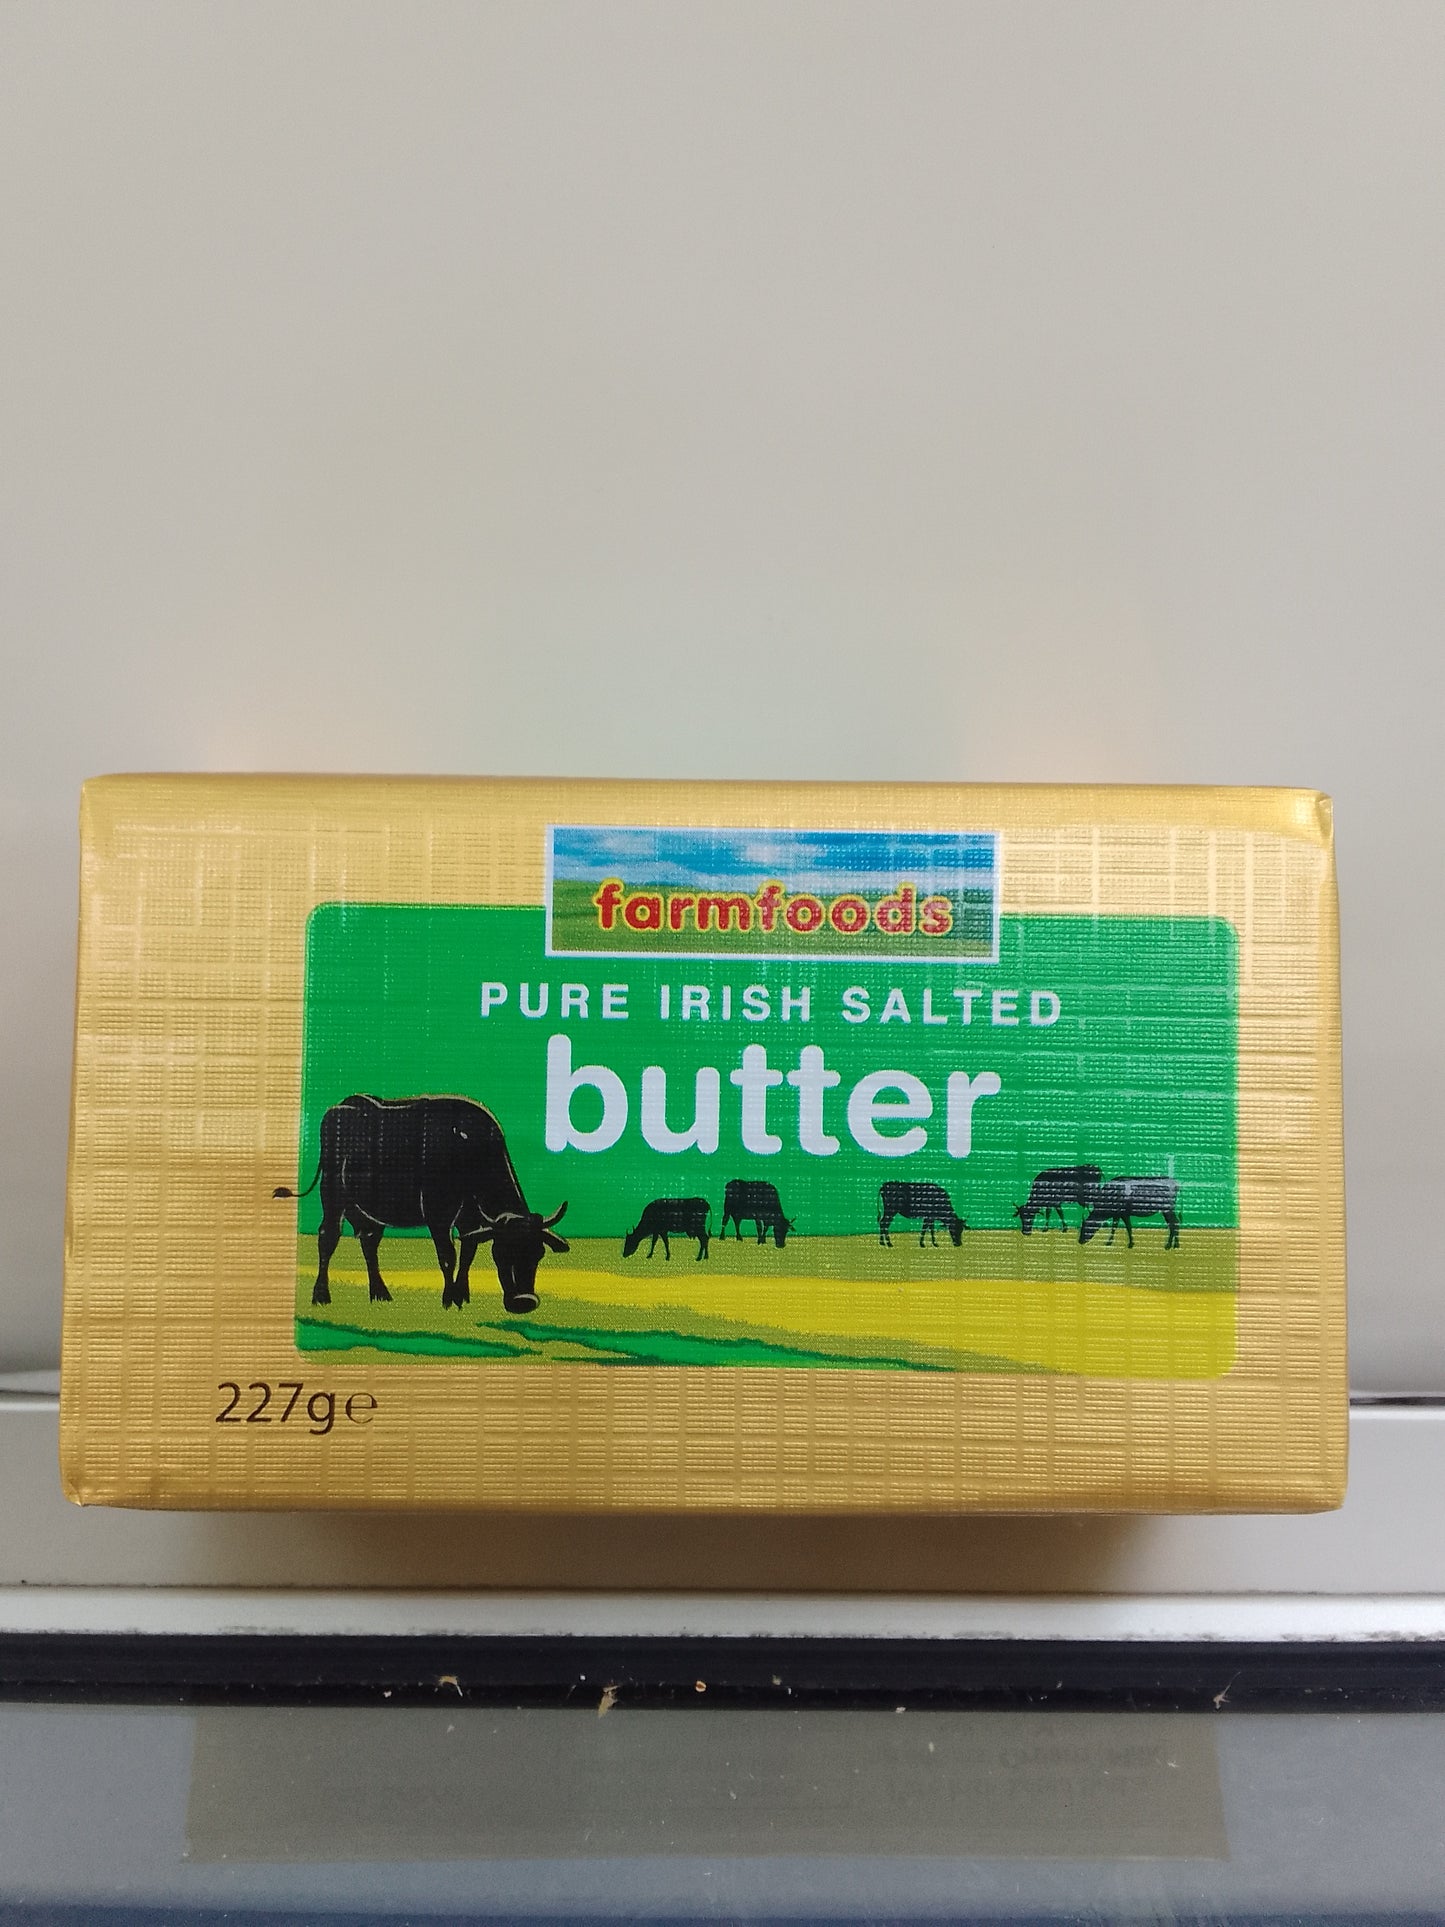 farmfoods
PURE IRISH SALTED
butter
227g℮